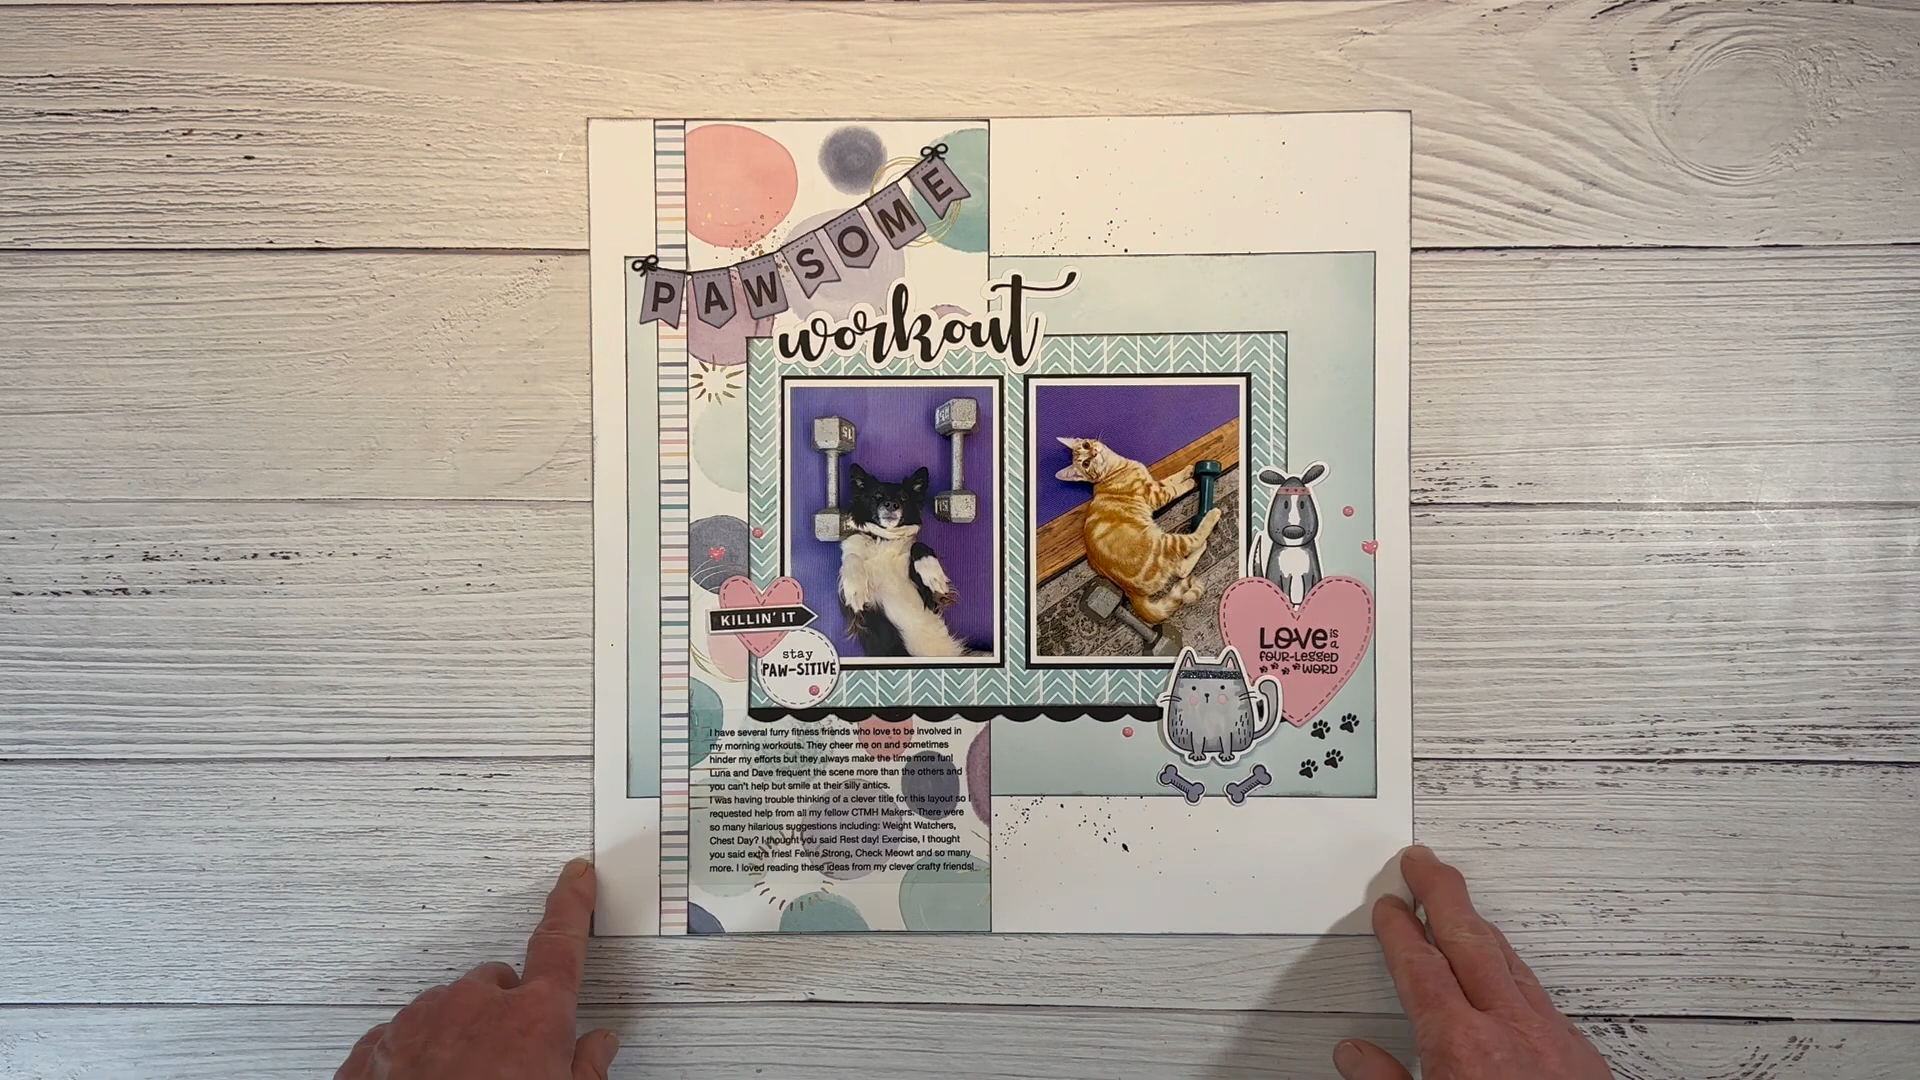 PAWSOME
workout
15
KILLIN' IT
stay
PAW-SITIVE
LOVE is a
FOUR-LEGGED
WORD
I have several furry fitness friends who love to be involved in
my morning workouts. They cheer me on and sometimes
hinder my efforts but they always make the time more fun!
Luna and Dave frequent the scene more than the others and
you can't help but smile at their silly antics.
I was having trouble thinking of a clever title for this layout so I
requested help from all my fellow CTMH Makers. There were
so many hilarious suggestions including: Weight Watchers,
Chest Day? I thought you said Rest day! Exercise, I thought
you said extra fries! Feline Strong, Check Meowt and so many
more. I loved reading these ideas from my clever crafty friends!